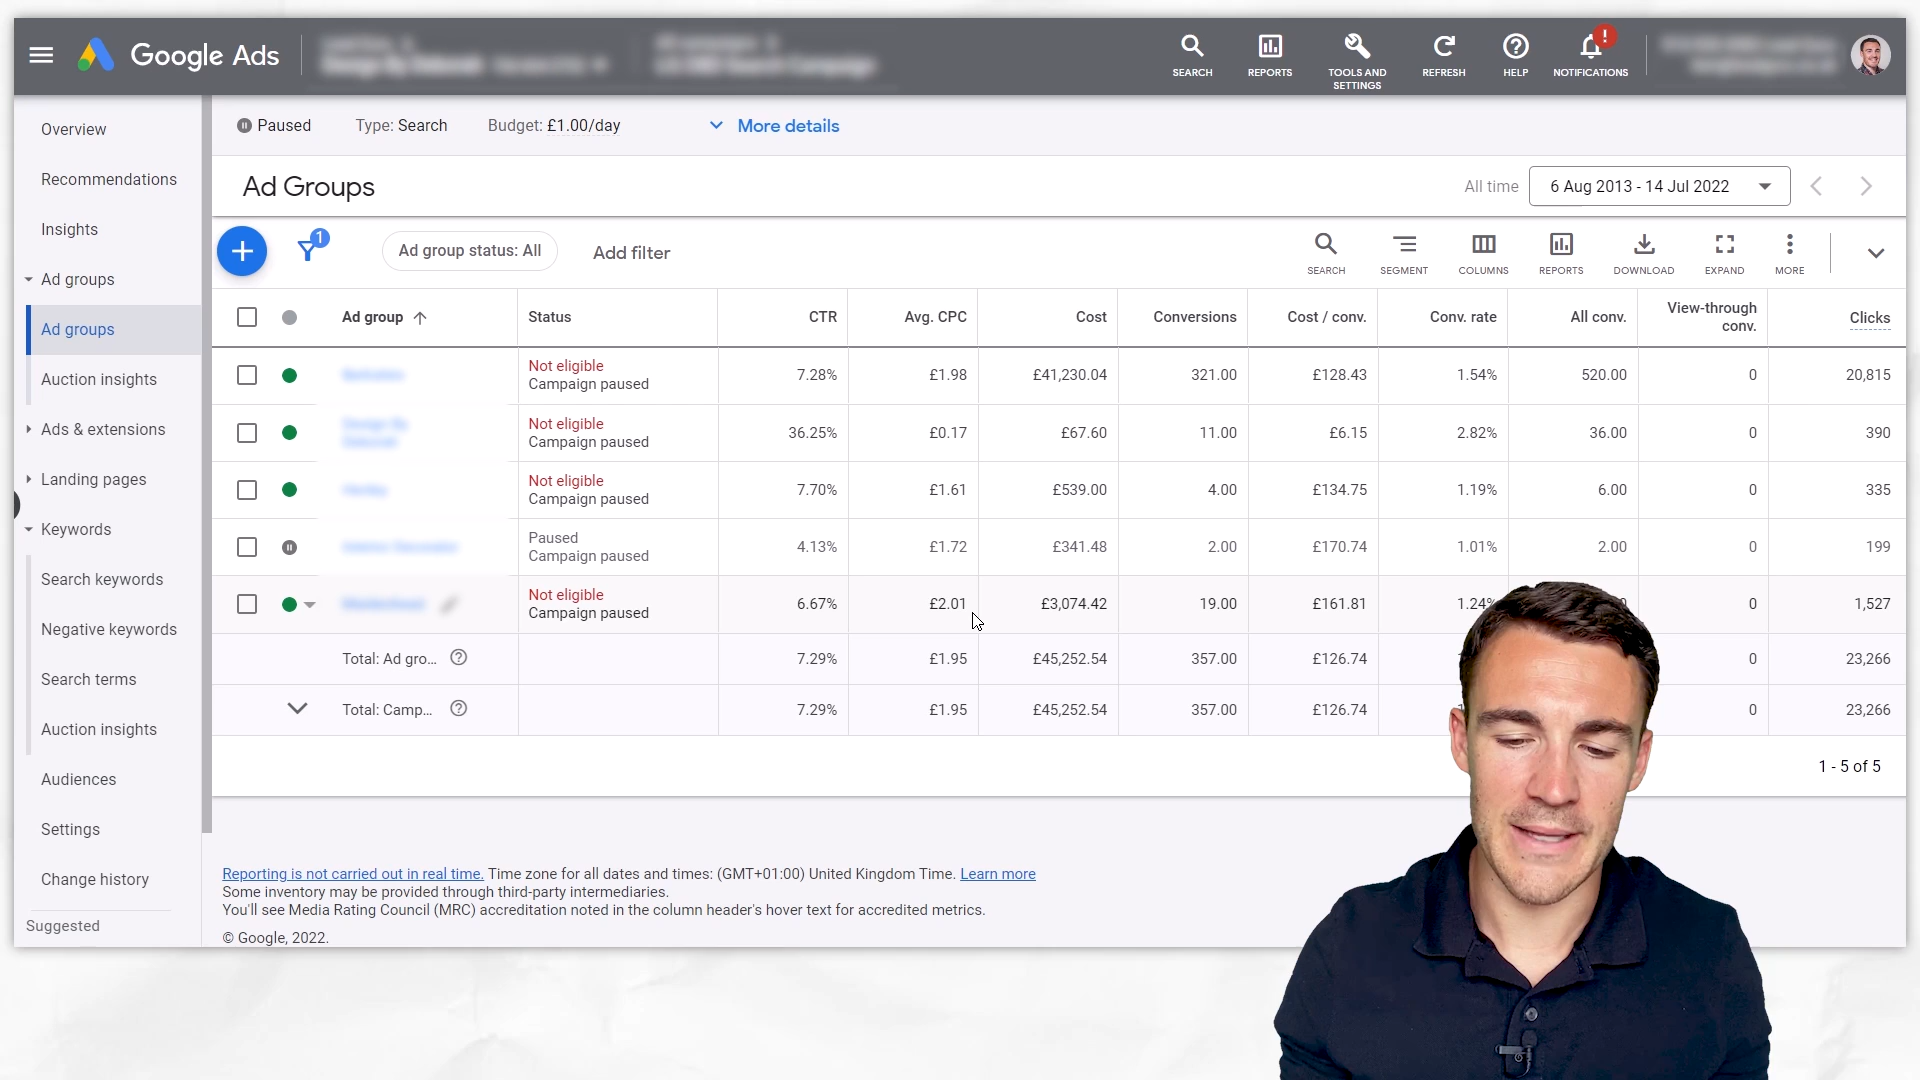 Google Ads
SEARCH
REPORTS
TOOLS AND
SETTINGS
REFRESH
HELP
!
NOTIFICATIONS
Overview
Recommendations
Insights
Ad groups
Ad groups
Auction insights
Ads & extensions
Landing pages
Keywords
Search keywords
Negative keywords
Search terms
Auction insights
Audiences
Settings
Change history
Suggested
Paused Type: Search Budget: £1.00/day More details
Ad Groups
All time 6 Aug 2013 - 14 Jul 2022
1
Ad group status: All
Add filter
SEARCH
SEGMENT
COLUMNS
REPORTS
DOWNLOAD
EXPAND
MORE
Ad group Status CTR Avg. CPC Cost Conversions Cost / conv. Conv. rate All conv. View-through conv. Clicks
Not eligible
Campaign paused
7.28% £1.98 £41,230.04 321.00 £128.43 1.54% 520.00 0 20,815
Not eligible
Campaign paused
36.25% £0.17 £67.60 11.00 £6.15 2.82% 36.00 0 390
Not eligible
Campaign paused
7.70% £1.61 £539.00 4.00 £134.75 1.19% 6.00 0 335
Paused
Campaign paused
4.13% £1.72 £341.48 2.00 £170.74 1.01% 2.00 0 199
Not eligible
Campaign paused
6.67% £2.01 £3,074.42 19.00 £161.81 1.24% 0 1,527
Total: Ad gro... 7.29% £1.95 £45,252.54 357.00 £126.74 0 23,266
Total: Camp... 7.29% £1.95 £45,252.54 357.00 £126.74 0 23,266
1 - 5 of 5
Reporting is not carried out in real time. Time zone for all dates and times: (GMT+01:00) United Kingdom Time. Learn more
Some inventory may be provided through third-party intermediaries.
You'll see Media Rating Council (MRC) accreditation noted in the column header's hover text for accredited metrics.
© Google, 2022.